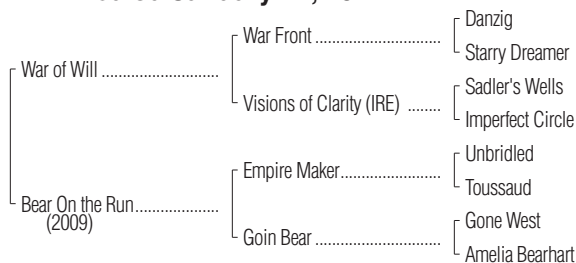 War of Will
Bear On the Run
(2009)
War Front
Visions of Clarity (IRE)
Empire Maker
Goin Bear
Danzig
Starry Dreamer
Sadler's Wells
Imperfect Circle
Unbridled
Toussaud
Gone West
Amelia Bearhart